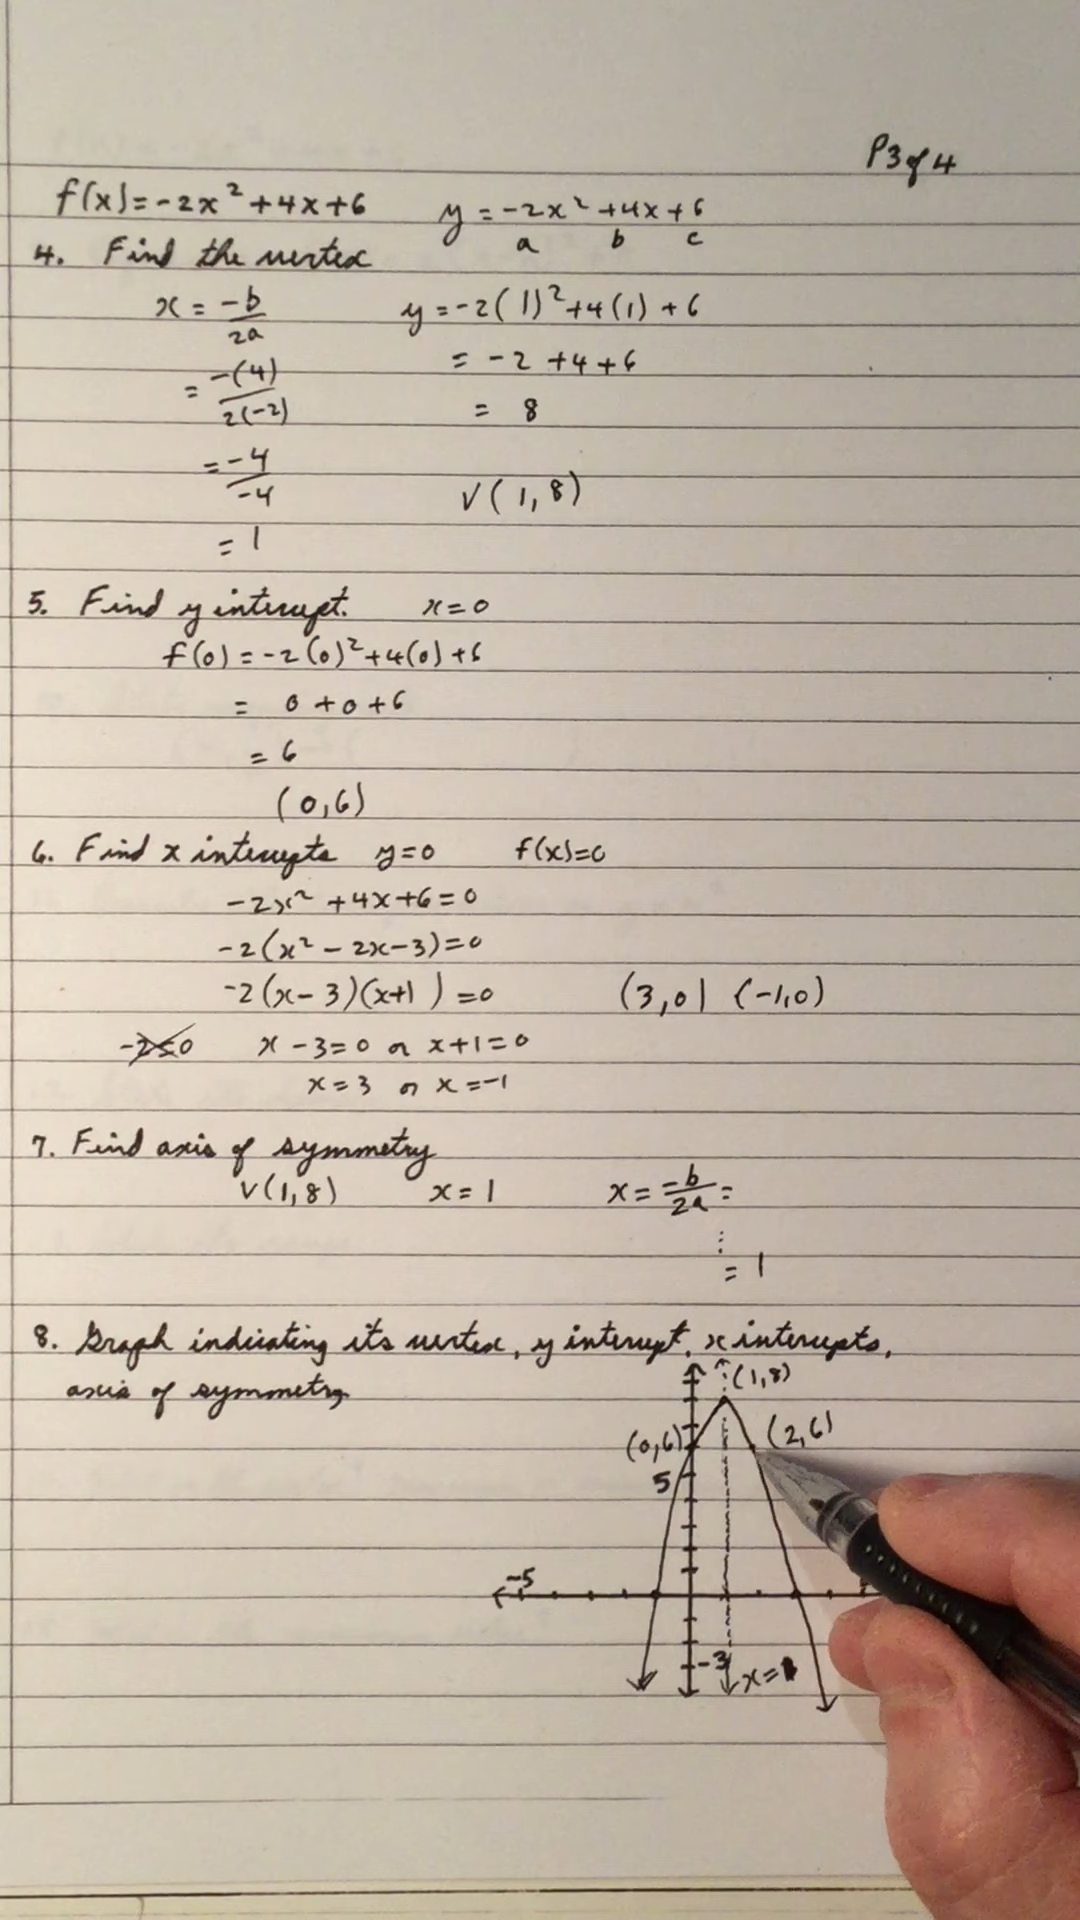 P3 of 4
f(x)=-2x²+4x+6 y=-2x²+4x+6
a b c
4. Find the vertex
x = -b/2a y=-2(1)²+4(1)+6
= -(4)/2(-2) = -2+4+6
= 8
= -4/-4 V(1,8)
= 1
5. Find y intercept. x=0
f(0)=-2(0)²+4(0)+6
= 0+0+6
= 6
(0,6)
6. Find x intercepts y=0 f(x)=0
-2x²+4x+6=0
-2(x²-2x-3)=0
-2(x-3)(x+1)=0 (3,0) (-1,0)
x-3=0 or x+1=0
x=3 or x=-1
7. Find axis of symmetry
V(1,8) x=1 x=-b/2a=
⋮
= 1
8. Graph indicating its vertex, y intercept, x intercepts,
axis of symmetry
(1,8)
(0,6) (2,6)
5
-5
-3 x=1